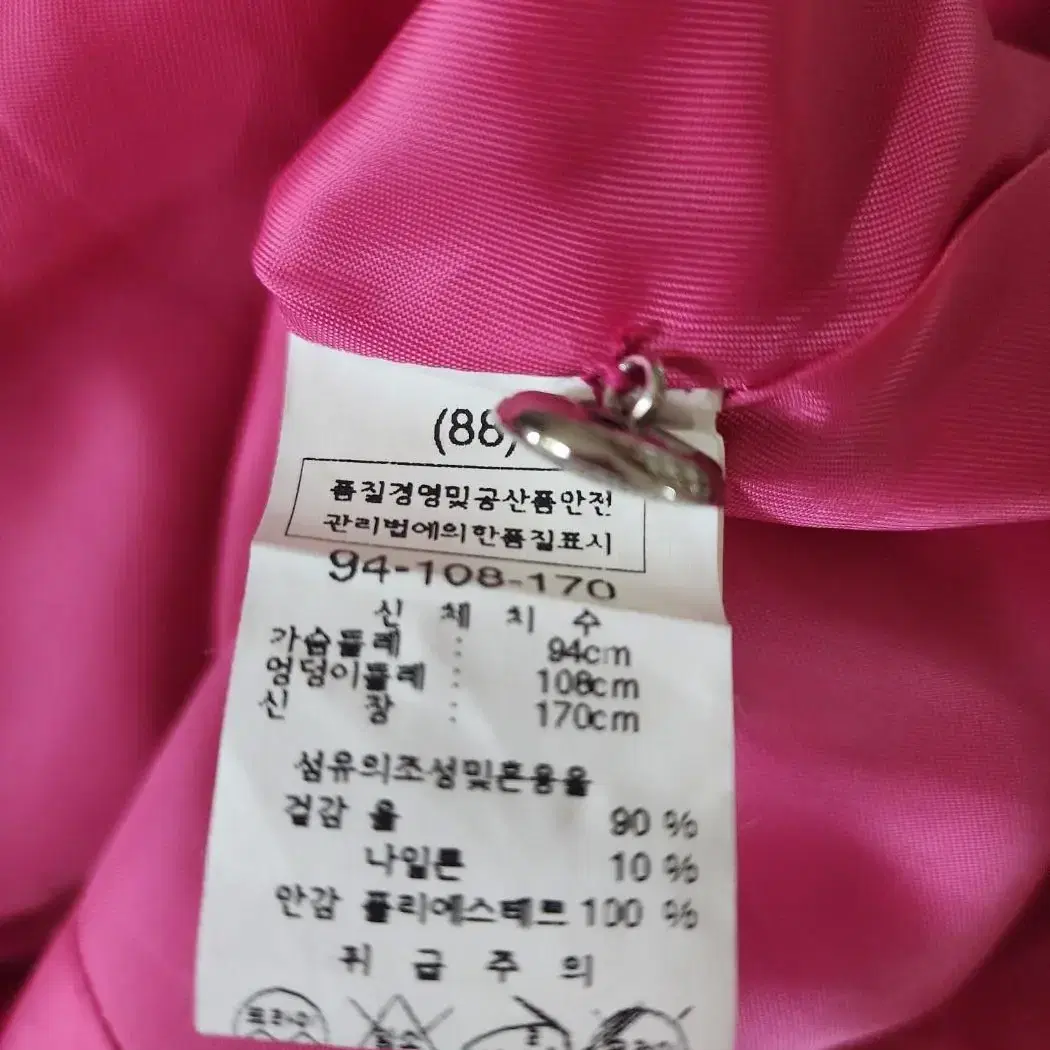 (88)
품질경영및공산품안전
관리법에의한품질표시
94-108-170
신 체 치 수
가슴둘레 : 94cm
엉덩이둘레 : 108cm
신 장 : 170cm
섬유의조성및혼용율
겉감 울 90 %
나일론 10 %
안감 폴리에스테르 100 %
취 급 주 의
드라이